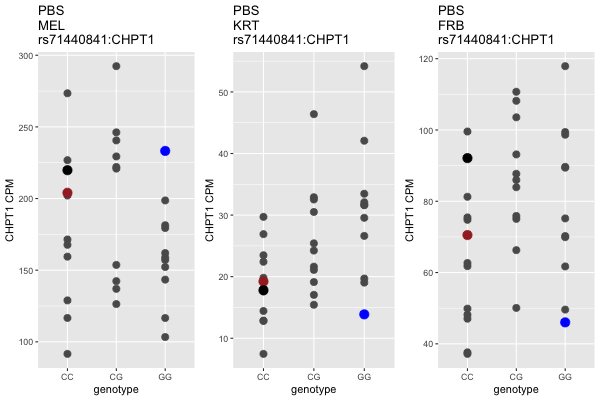 PBS
MEL
rs71440841:CHPT1
300
250
200
150
100
CHPT1 CPM
CC
CG
GG
genotype
PBS
KRT
rs71440841:CHPT1
50
40
30
20
10
CHPT1 CPM
CC
CG
GG
genotype
PBS
FRB
rs71440841:CHPT1
120
100
80
60
40
CHPT1 CPM
CC
CG
GG
genotype